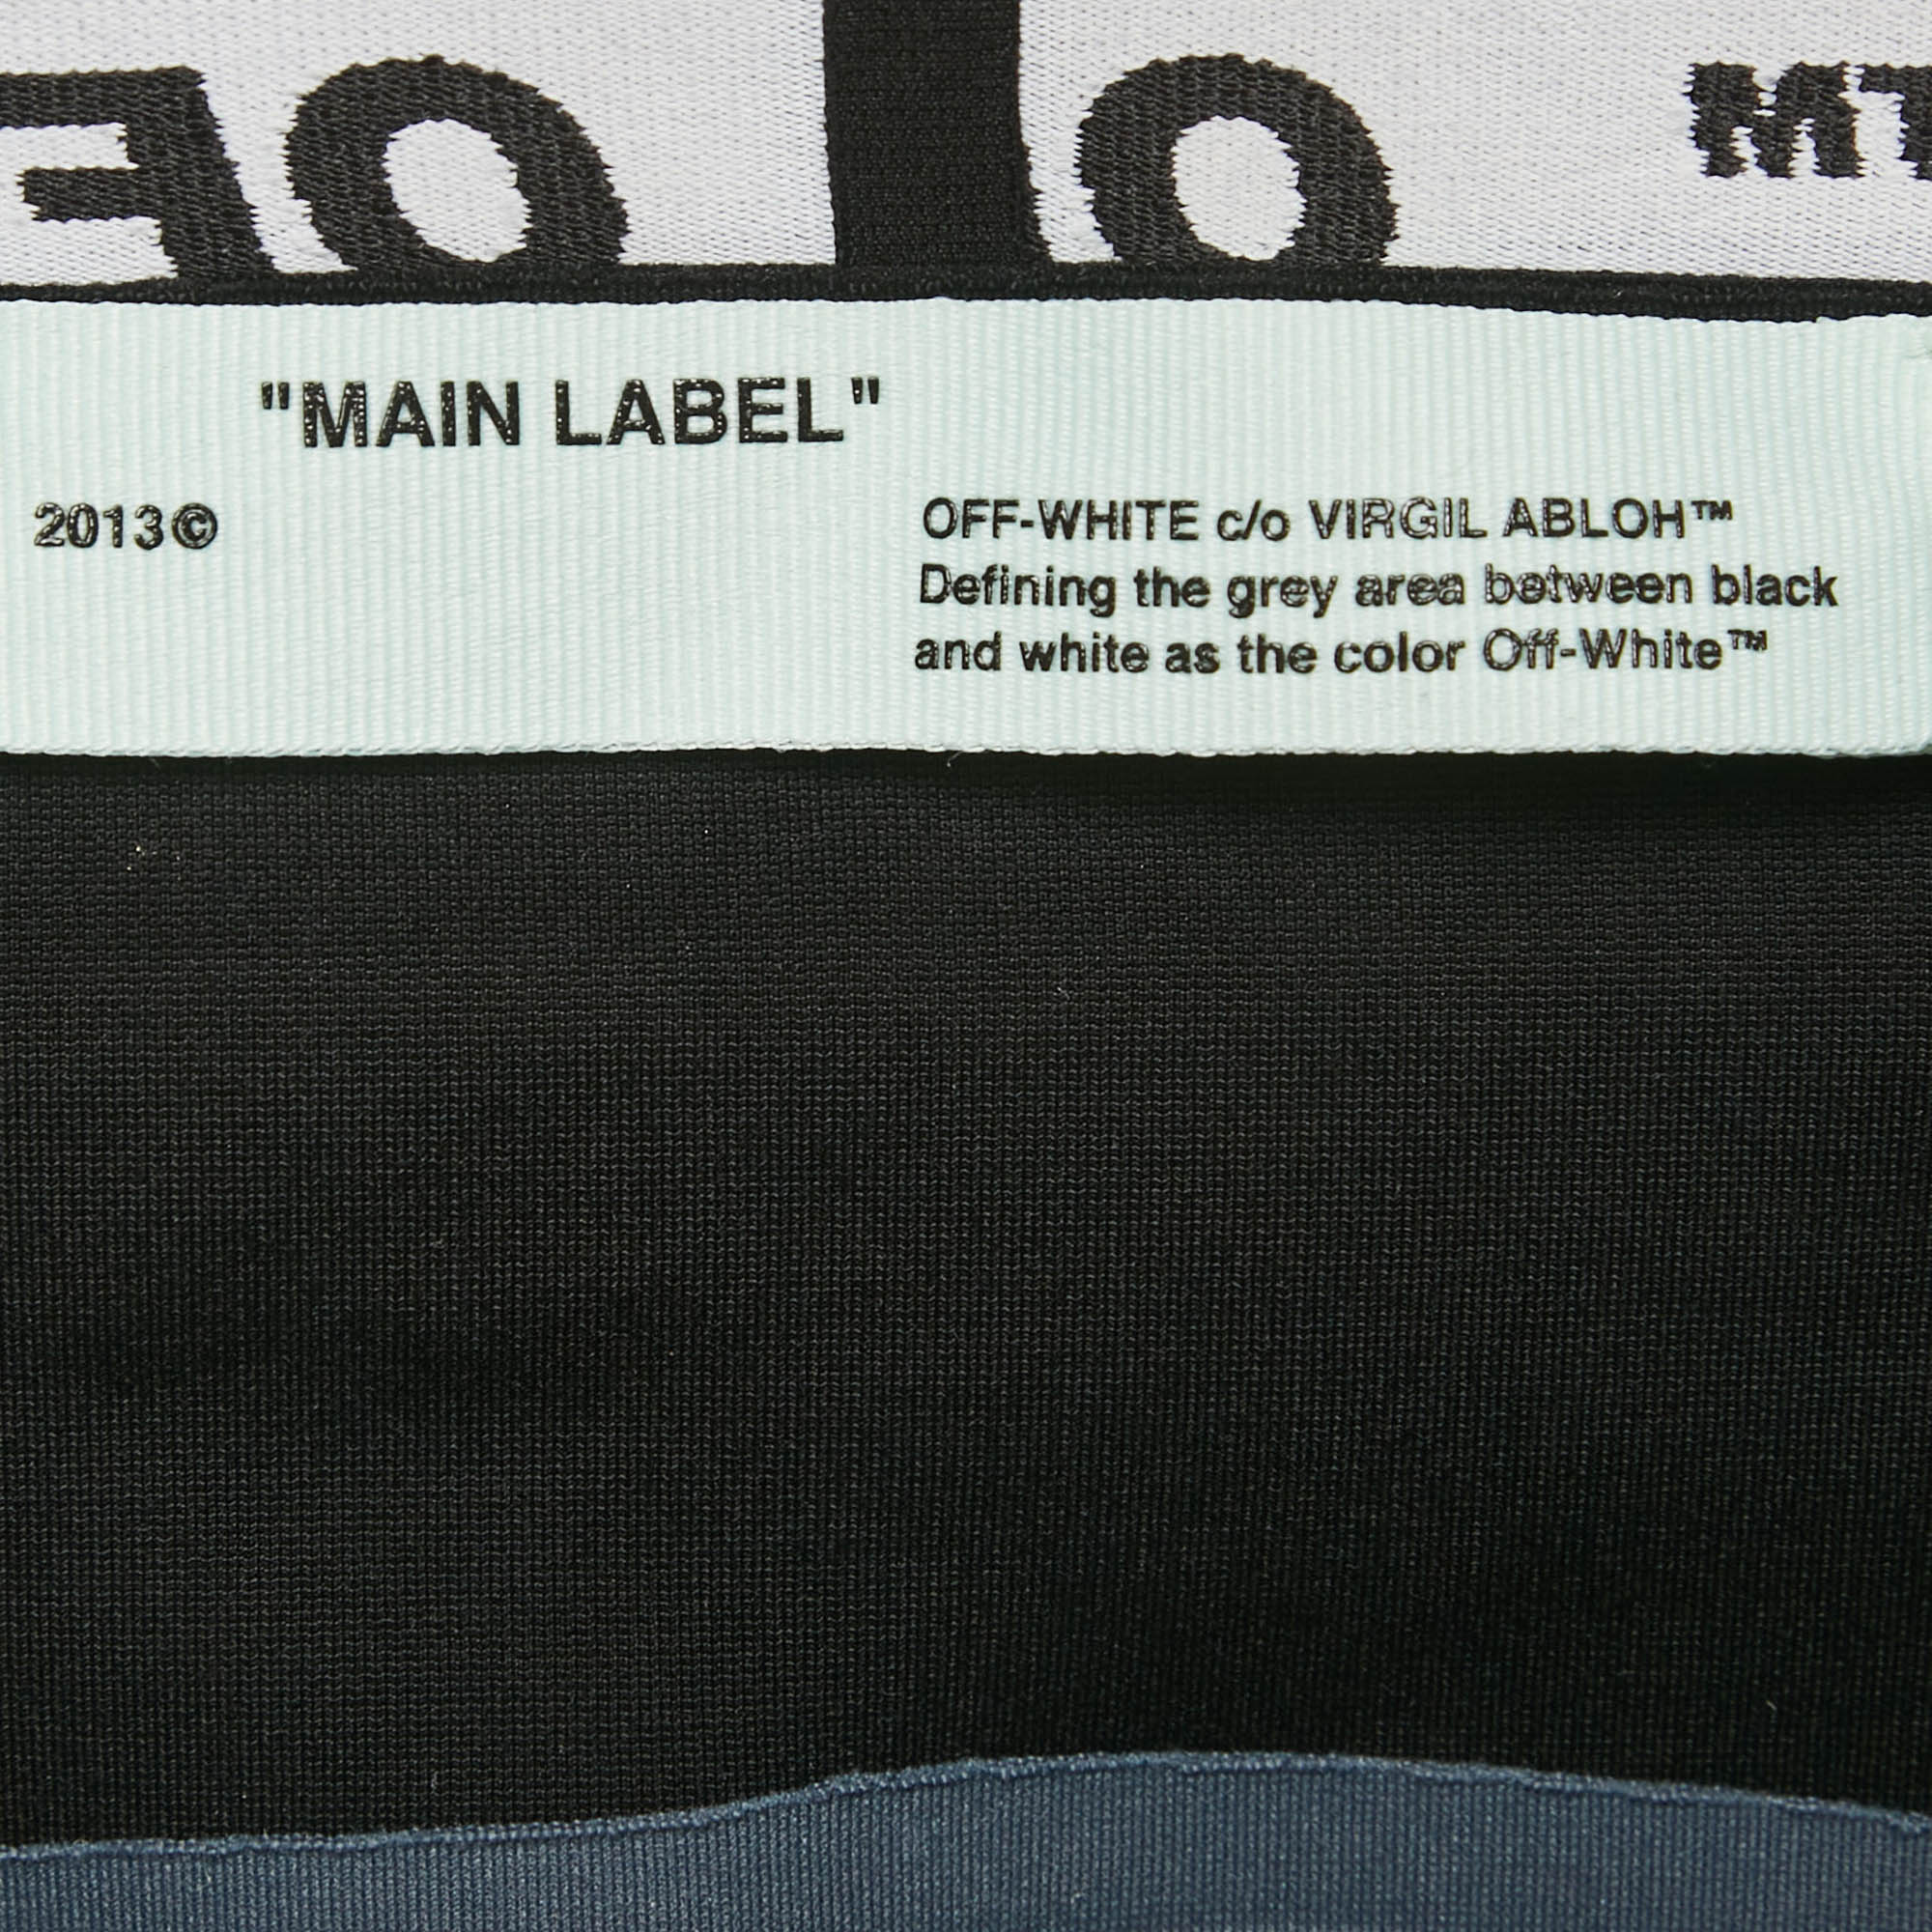 "MAIN LABEL"
2013©
OFF-WHITE c/o VIRGIL ABLOH™
Defining the grey area between black
and white as the color Off-White™